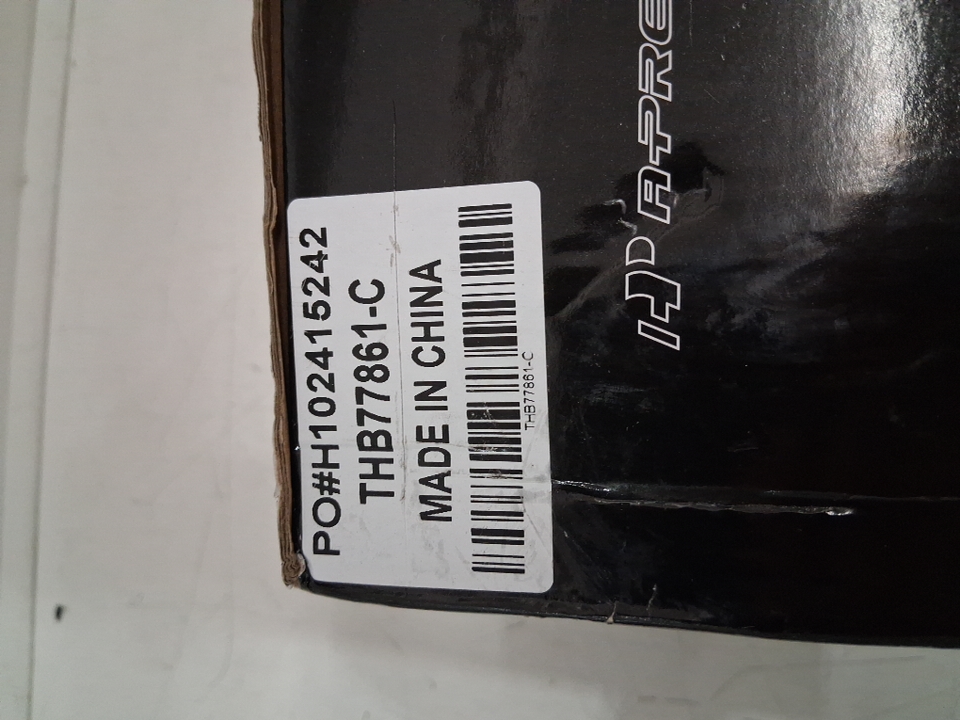 PO#H102415242
THB77861-C
MADE IN CHINA
THB77861-C